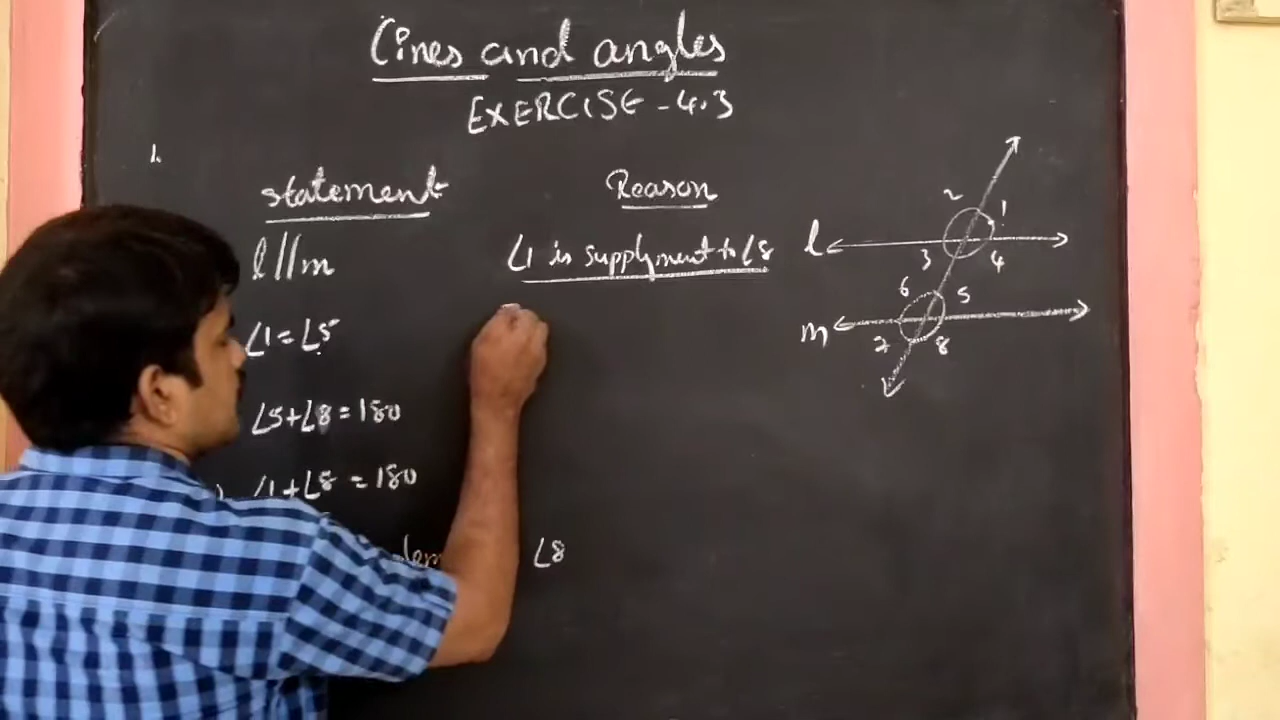 Lines and angles
EXERCISE - 4.3
1.
statement
Reason
l//m
∠1 is supplyment to ∠8
∠1=∠5
∠5+∠8=180
∠1+∠8 = 180
∠8
l
m
2
1
3
4
6
5
7
8